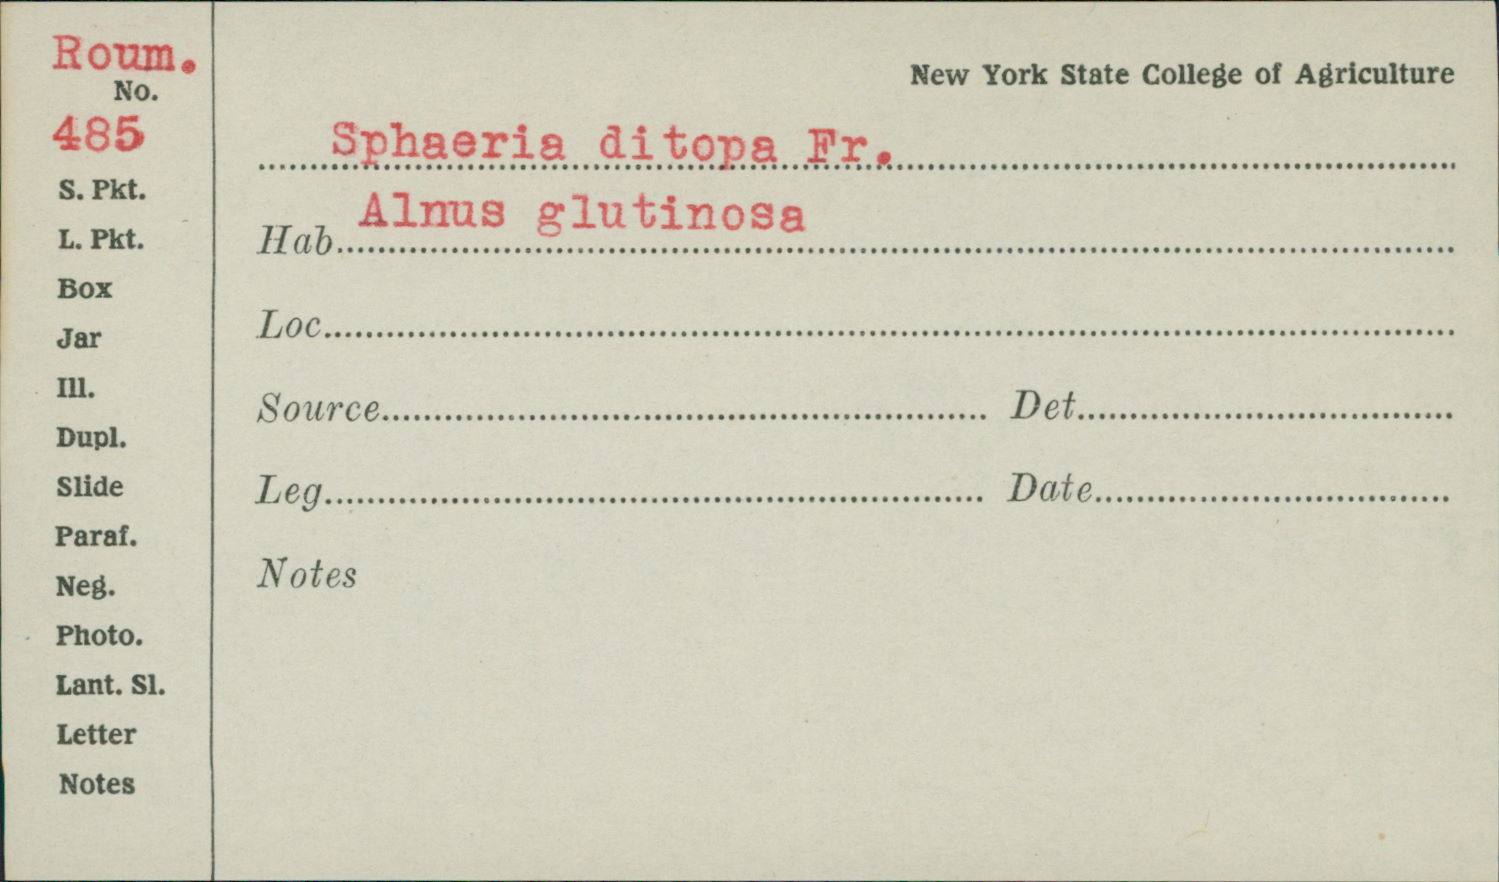 Roum.
No.
485
S. Pkt.
L. Pkt.
Box
Jar
Ill.
Dupl.
Slide
Paraf.
Neg.
Photo.
Lant. Sl.
Letter
Notes
New York State College of Agriculture
Sphaeria ditopa Fr.
Hab. Alnus glutinosa
Loc.
Source Det.
Leg. Date
Notes